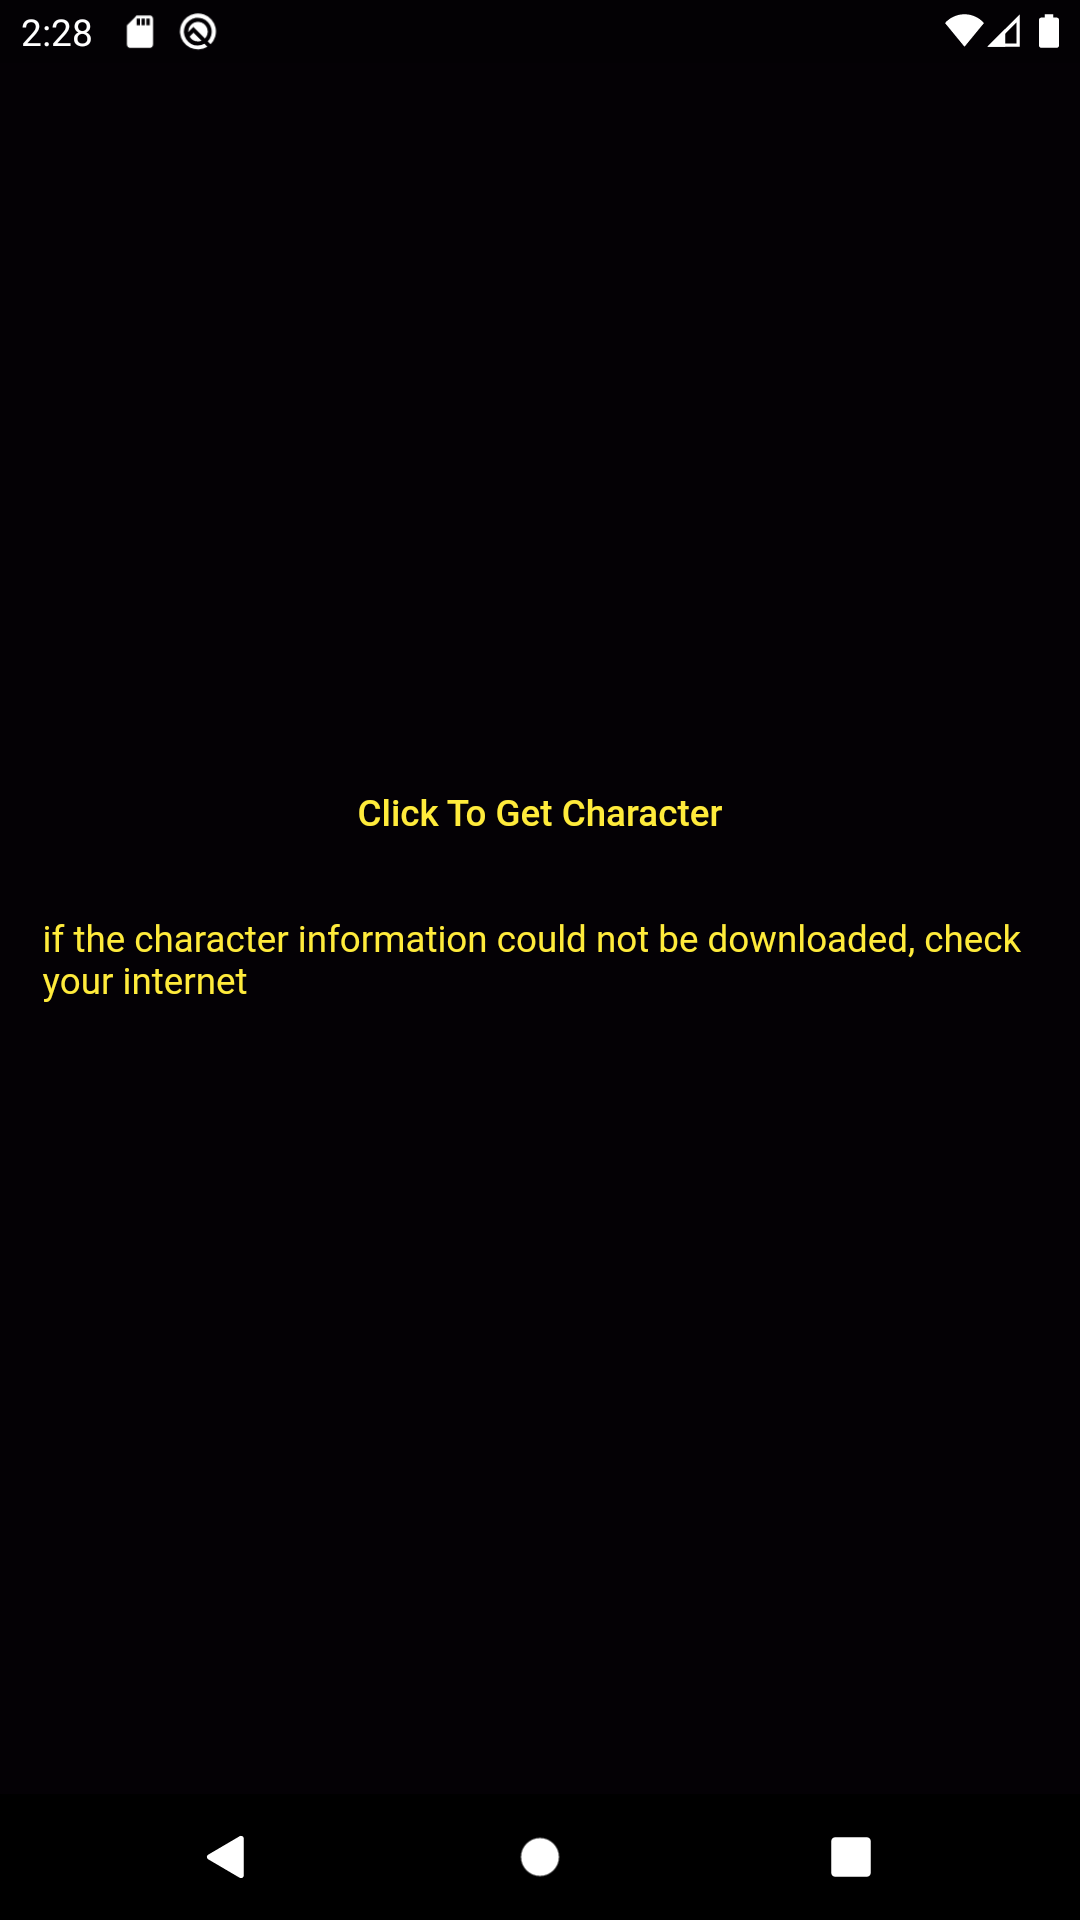 2:28
Click To Get Character
if the character information could not be downloaded, check
your internet